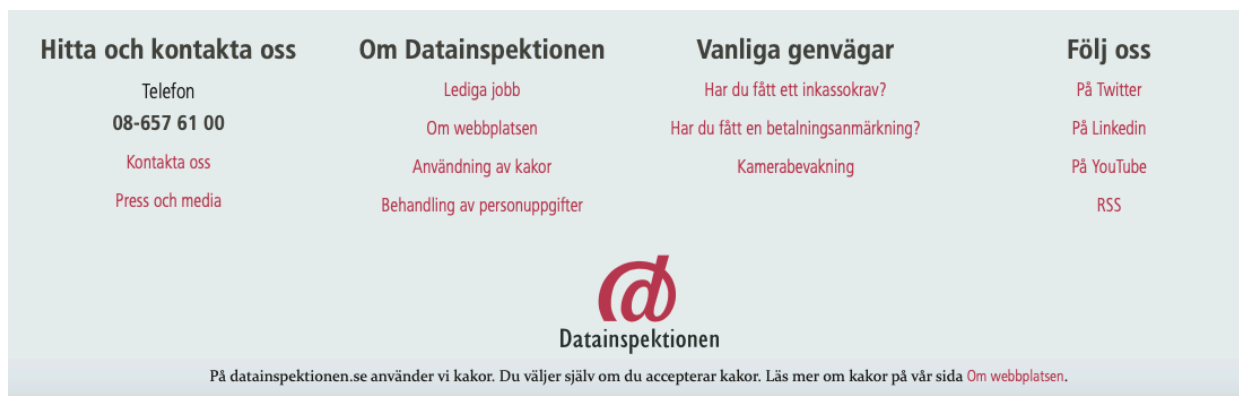 Hitta och kontakta oss
Telefon
08-657 61 00
Kontakta oss
Press och media
Om Datainspektionen
Lediga jobb
Om webbplatsen
Användning av kakor
Behandling av personuppgifter
Vanliga genvägar
Har du fått ett inkassokrav?
Har du fått en betalningsanmärkning?
Kamerabevakning
Följ oss
På Twitter
På Linkedin
På YouTube
RSS
Datainspektionen
På datainspektionen.se använder vi kakor. Du väljer själv om du accepterar kakor. Läs mer om kakor på vår sida Om webbplatsen.